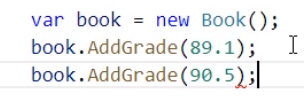 var book = new Book();
book.AddGrade(89.1);
book.AddGrade(90.5);